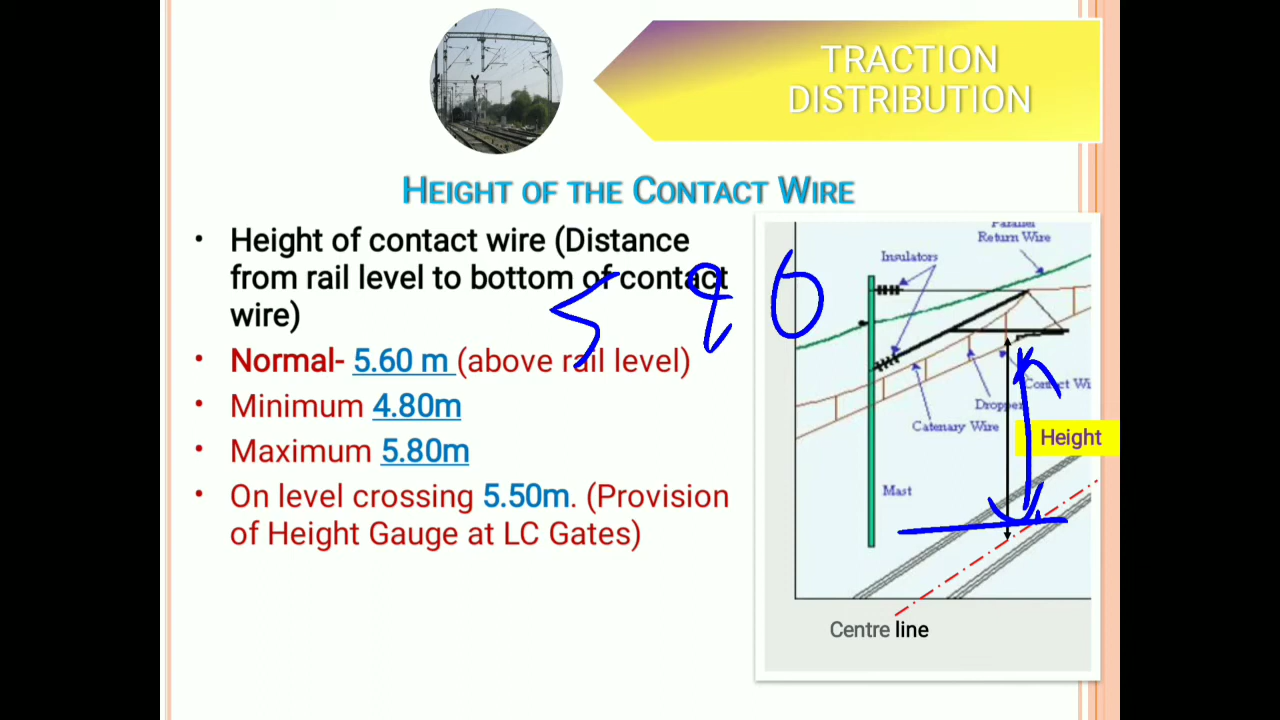 TRACTION
DISTRIBUTION
HEIGHT OF THE CONTACT WIRE
• Height of contact wire (Distance
from rail level to bottom of contact
wire)
• Normal- 5.60 m (above rail level)
• Minimum 4.80m
• Maximum 5.80m
• On level crossing 5.50m. (Provision
of Height Gauge at LC Gates)
Parallel
Return Wire
Insulators
Contact Wi
Dropper
Catenary Wire
Height
Mast
Centre line